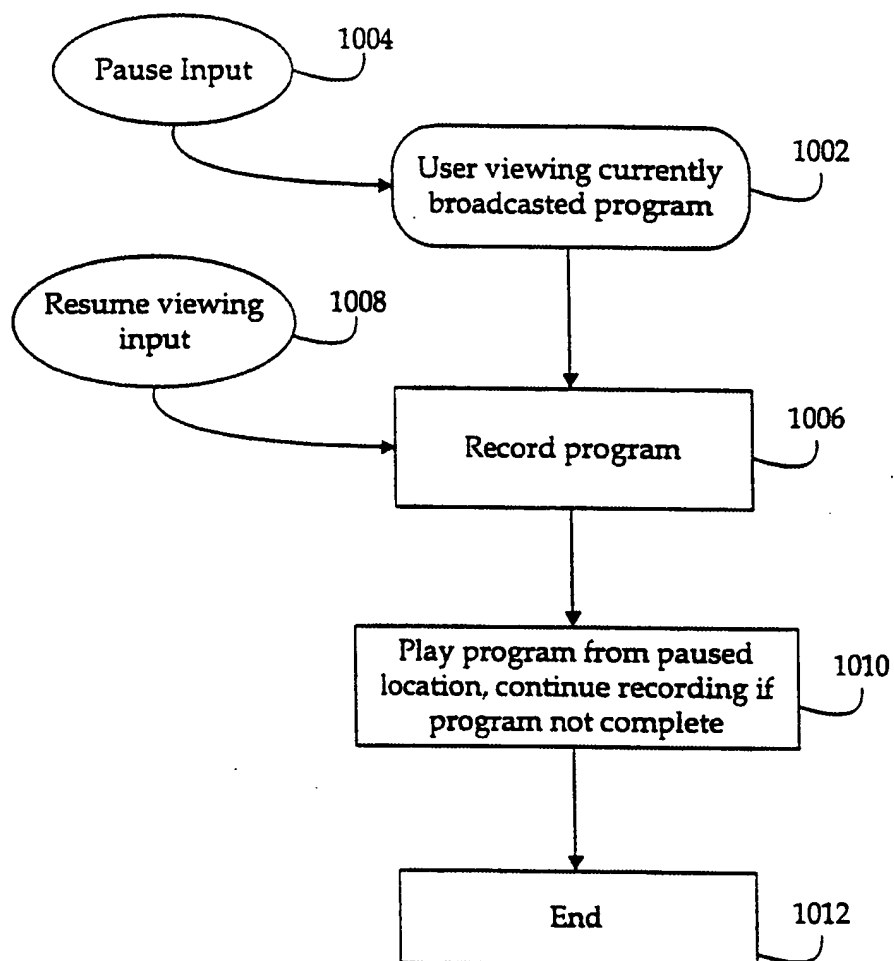 1004
Pause Input
1002
User viewing currently
broadcasted program
1008
Resume viewing
input
1006
Record program
Play program from paused
location, continue recording if
program not complete
1010
End
1012